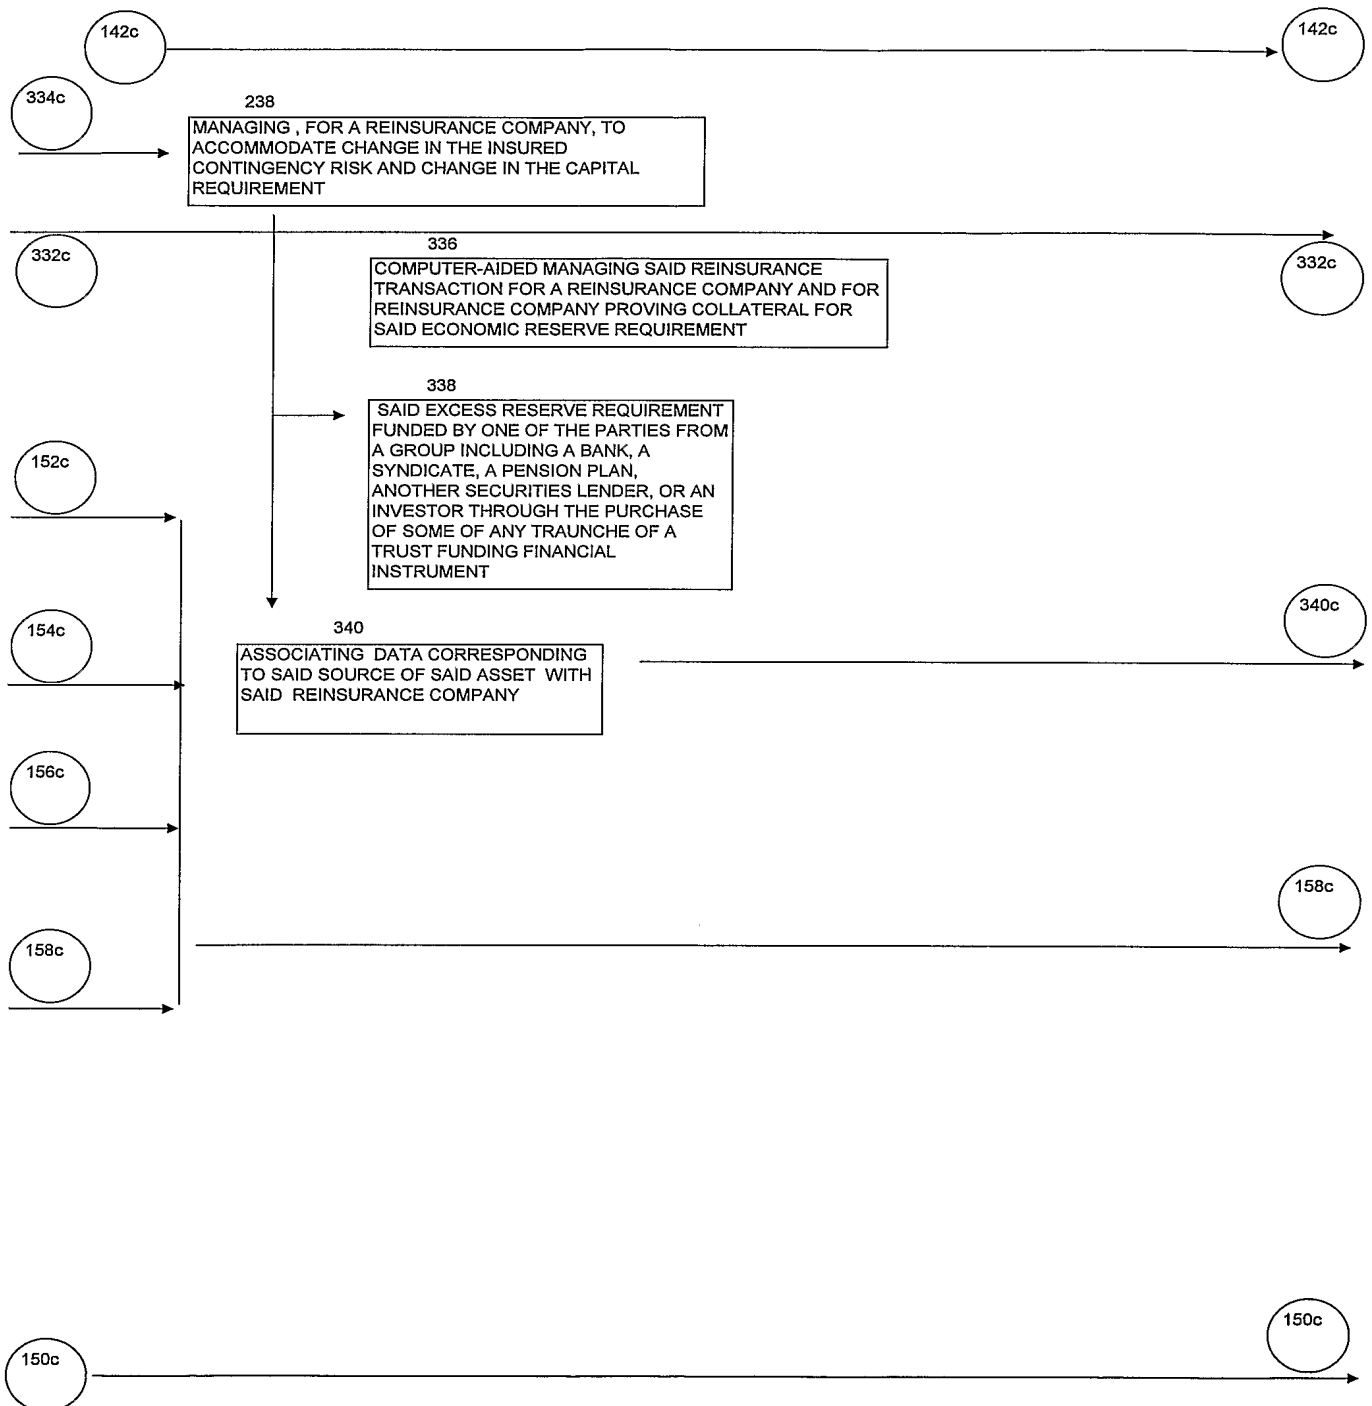 142c
142c
334c
238
MANAGING , FOR A REINSURANCE COMPANY, TO
ACCOMMODATE CHANGE IN THE INSURED
CONTINGENCY RISK AND CHANGE IN THE CAPITAL
REQUIREMENT
332c
332c
336
COMPUTER-AIDED MANAGING SAID REINSURANCE
TRANSACTION FOR A REINSURANCE COMPANY AND FOR
REINSURANCE COMPANY PROVING COLLATERAL FOR
SAID ECONOMIC RESERVE REQUIREMENT
338
SAID EXCESS RESERVE REQUIREMENT
FUNDED BY ONE OF THE PARTIES FROM
A GROUP INCLUDING A BANK, A
SYNDICATE, A PENSION PLAN,
ANOTHER SECURITIES LENDER, OR AN
INVESTOR THROUGH THE PURCHASE
OF SOME OF ANY TRAUNCHE OF A
TRUST FUNDING FINANCIAL
INSTRUMENT
152c
154c
340
ASSOCIATING DATA CORRESPONDING
TO SAID SOURCE OF SAID ASSET WITH
SAID REINSURANCE COMPANY
340c
156c
158c
158c
150c
150c